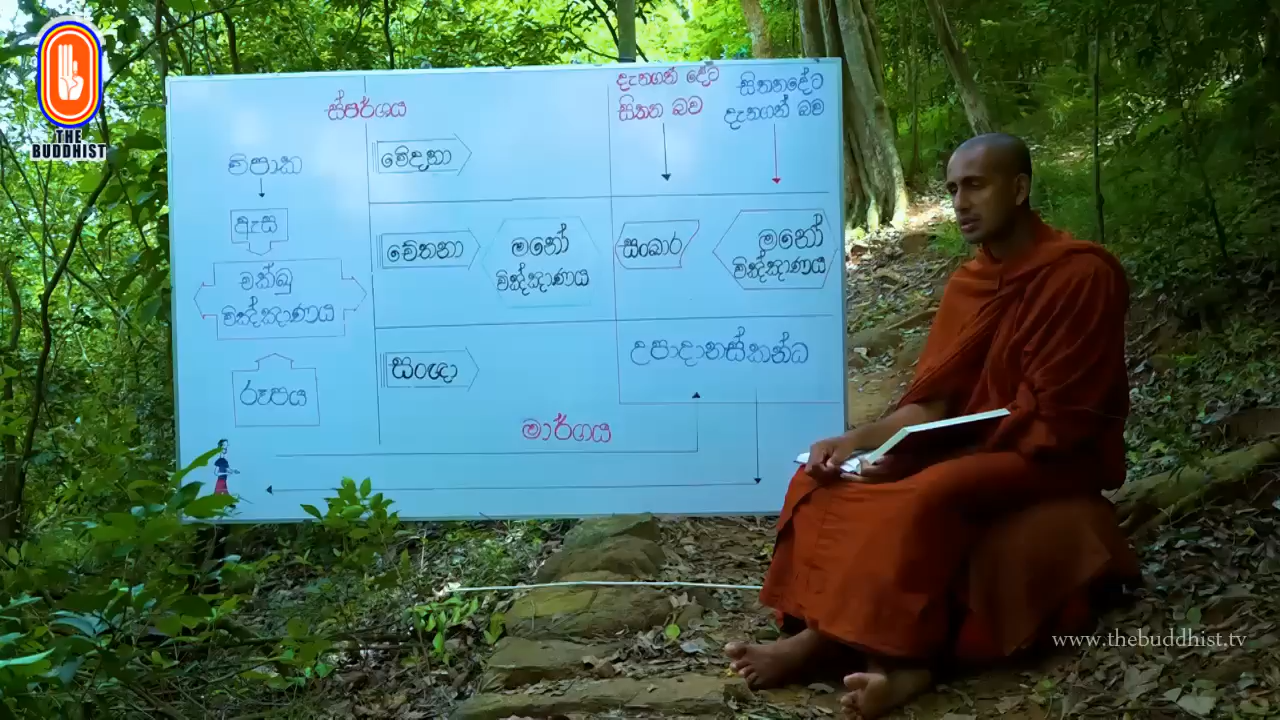 THE
BUDDHIST
ස්පර්ශය
විපාක
ඇස
චක්ඛු
විඤ්ඤාණය
රූපය
වේදනා
චේතනා
සංඥා
මනෝ
විඤ්ඤාණය
දැනගත් දේට
සිතන බව
සිතනදේට
දැනගත් බව
සංඛාර
මනෝ
විඤ්ඤාණය
උපාදානස්කන්ධ
මාර්ගය
www.thebuddhist.tv